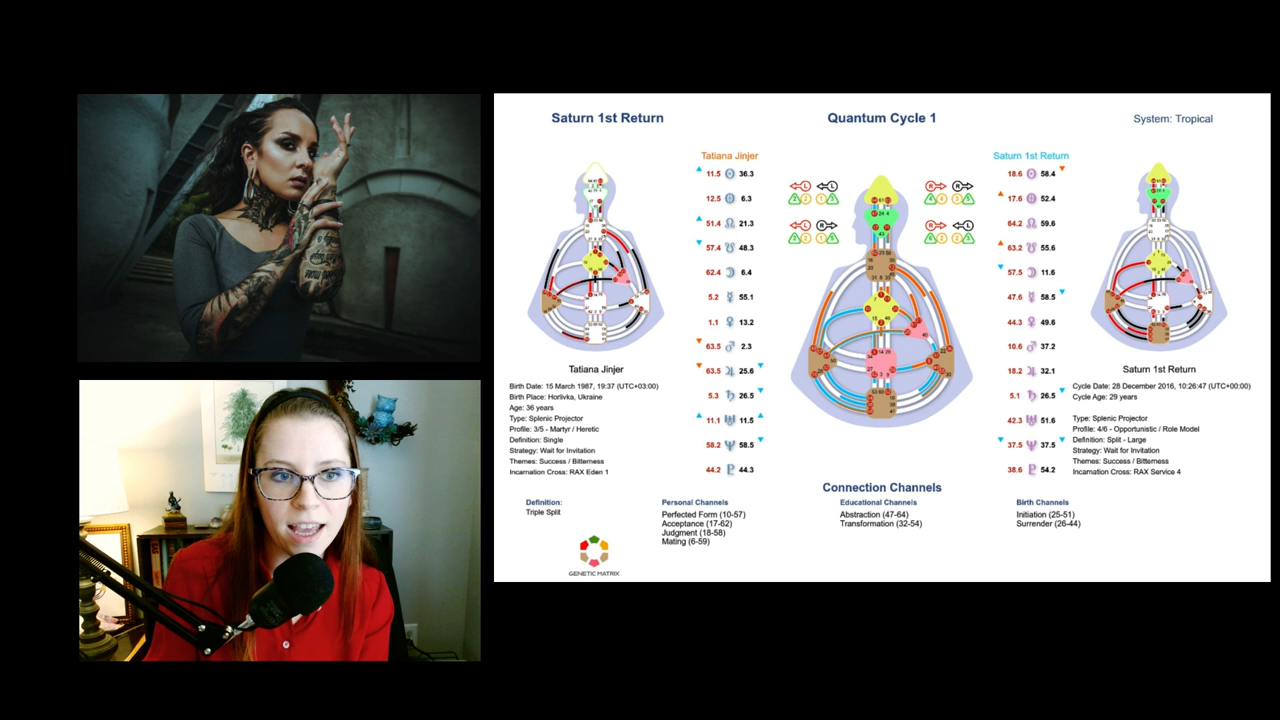 Saturn 1st Return
Quantum Cycle 1
System: Tropical
Tatiana Jinjer
11.5 36.3
12.5 6.3
51.4 21.3
57.4 48.3
62.4 6.4
5.2 55.1
1.1 13.2
63.5 2.3
63.5 25.6
5.3 26.5
11.1 11.5
58.2 58.5
44.2 44.3
Saturn 1st Return
18.6 58.4
17.6 52.4
64.2 59.6
63.2 55.6
57.5 11.6
47.6 58.5
44.3 49.6
10.6 37.2
18.2 32.1
5.1 26.5
42.3 51.6
37.5 37.5
38.6 54.2
Tatiana Jinjer
Birth Date: 15 March 1987, 19:37 (UTC+03:00)
Birth Place: Horlivka, Ukraine
Age: 36 years
Type: Splenic Projector
Profile: 3/5 - Martyr / Heretic
Definition: Single
Strategy: Wait for Invitation
Themes: Success / Bitterness
Incarnation Cross: RAX Eden 1
Saturn 1st Return
Cycle Date: 28 December 2016, 10:26:47 (UTC+00:00)
Cycle Age: 29 years
Type: Splenic Projector
Profile: 4/6 - Opportunistic / Role Model
Definition: Split - Large
Strategy: Wait for Invitation
Themes: Success / Bitterness
Incarnation Cross: RAX Service 4
Connection Channels
Definition:
Triple Split
Personal Channels
Perfected Form (10-57)
Acceptance (17-62)
Judgment (18-58)
Mating (6-59)
Educational Channels
Abstraction (47-64)
Transformation (32-54)
Birth Channels
Initiation (25-51)
Surrender (26-44)
GENETIC MATRIX